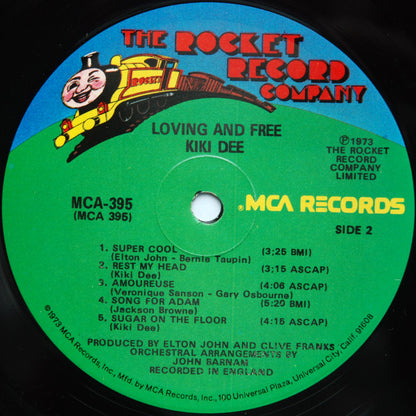 THE ROCKET
RECORD
COMPANY
ROCKET
LOVING AND FREE
KIKI DEE
Ⓟ1973
THE ROCKET
RECORD
COMPANY
LIMITED
MCA-395
(MCA 396)
MCA RECORDS
SIDE 2
1. SUPER COOL (3;25 BMI)
(Elton John - Bernie Taupin)
2. REST MY HEAD (3;15 ASCAP)
(Kiki Dee)
3. AMOUREUSE (4:06 ASCAP)
(Veronique Sanson - Gary Osbourne)
4. SONG FOR ADAM (5:20 BMI)
(Jackson Browne)
5. SUGAR ON THE FLOOR (4:15 ASCAP)
(Kiki Dee)
PRODUCED BY ELTON JOHN AND CLIVE FRANKS
ORCHESTRAL ARRANGEMENTS BY
JOHN BARHAM
RECORDED IN ENGLAND
©1973 MCA Records, Inc., Mfg. by MCA Records, Inc., 100 Universal Plaza, Universal City, Calif. 91608